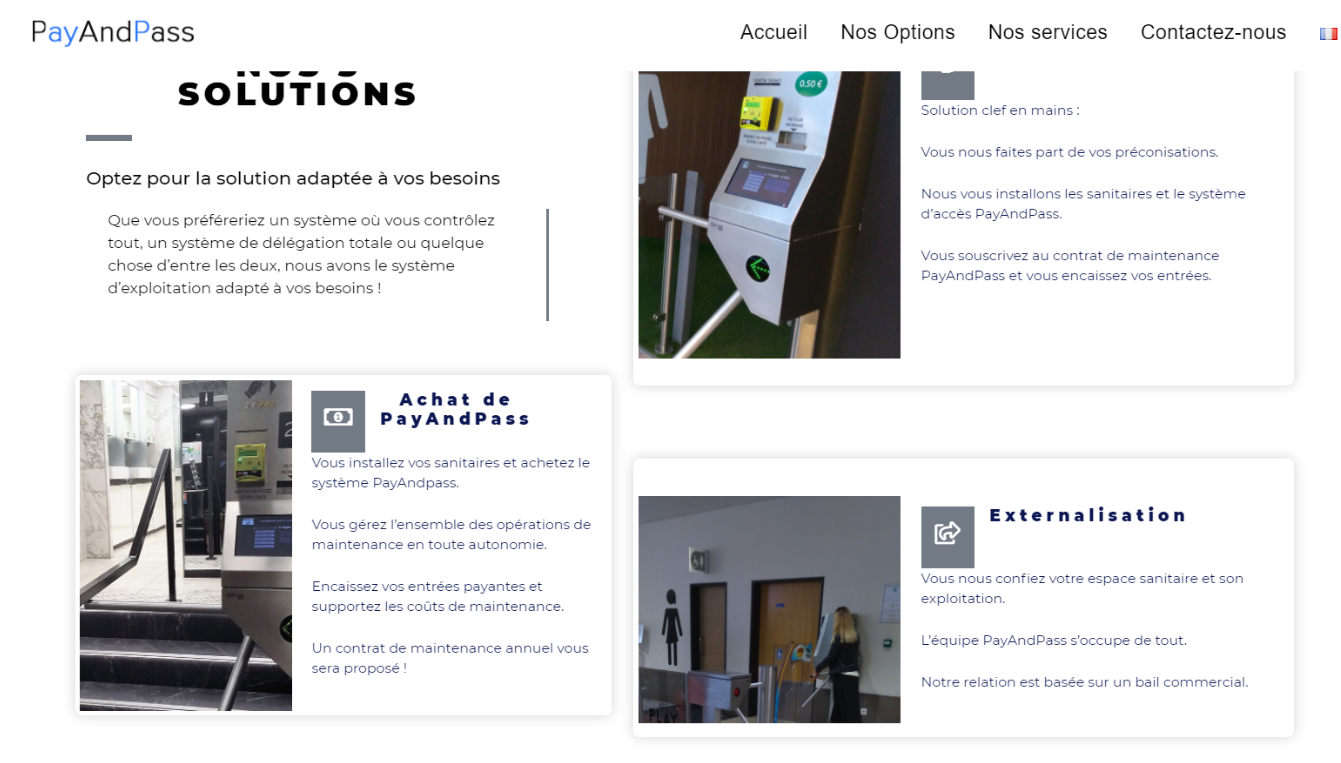 PayAndPass
Accueil
Nos Options
Nos services
Contactez-nous
NOS 3
SOLUTIONS
Optez pour la solution adaptée à vos besoins
Que vous préféreriez un système où vous contrôlez
tout, un système de délégation totale ou quelque
chose d'entre les deux, nous avons le système
d'exploitation adapté à vos besoins !
0.50 €
Solution clef en mains :
Vous nous faites part de vos préconisations.
Nous vous installons les sanitaires et le système
d'accès PayAndPass.
Vous souscrivez au contrat de maintenance
PayAndPass et vous encaissez vos entrées.
Achat de
PayAndPass
Vous installez vos sanitaires et achetez le
système PayAndpass.
Vous gérez l'ensemble des opérations de
maintenance en toute autonomie.
Encaissez vos entrées payantes et
supportez les coûts de maintenance.
Un contrat de maintenance annuel vous
sera proposé !
Externalisation
Vous nous confiez votre espace sanitaire et son
exploitation.
L'équipe PayAndPass s'occupe de tout.
Notre relation est basée sur un bail commercial.